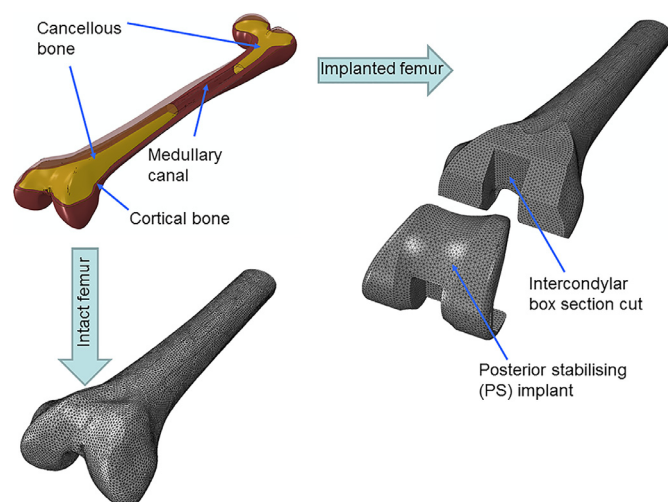 Cancellous
bone
Implanted femur
Medullary
canal
Cortical bone
Intact femur
Intercondylar
box section cut
Posterior stabilising
(PS) implant